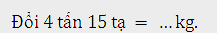 Đổi 4 tấn 15 tạ = ...kg.